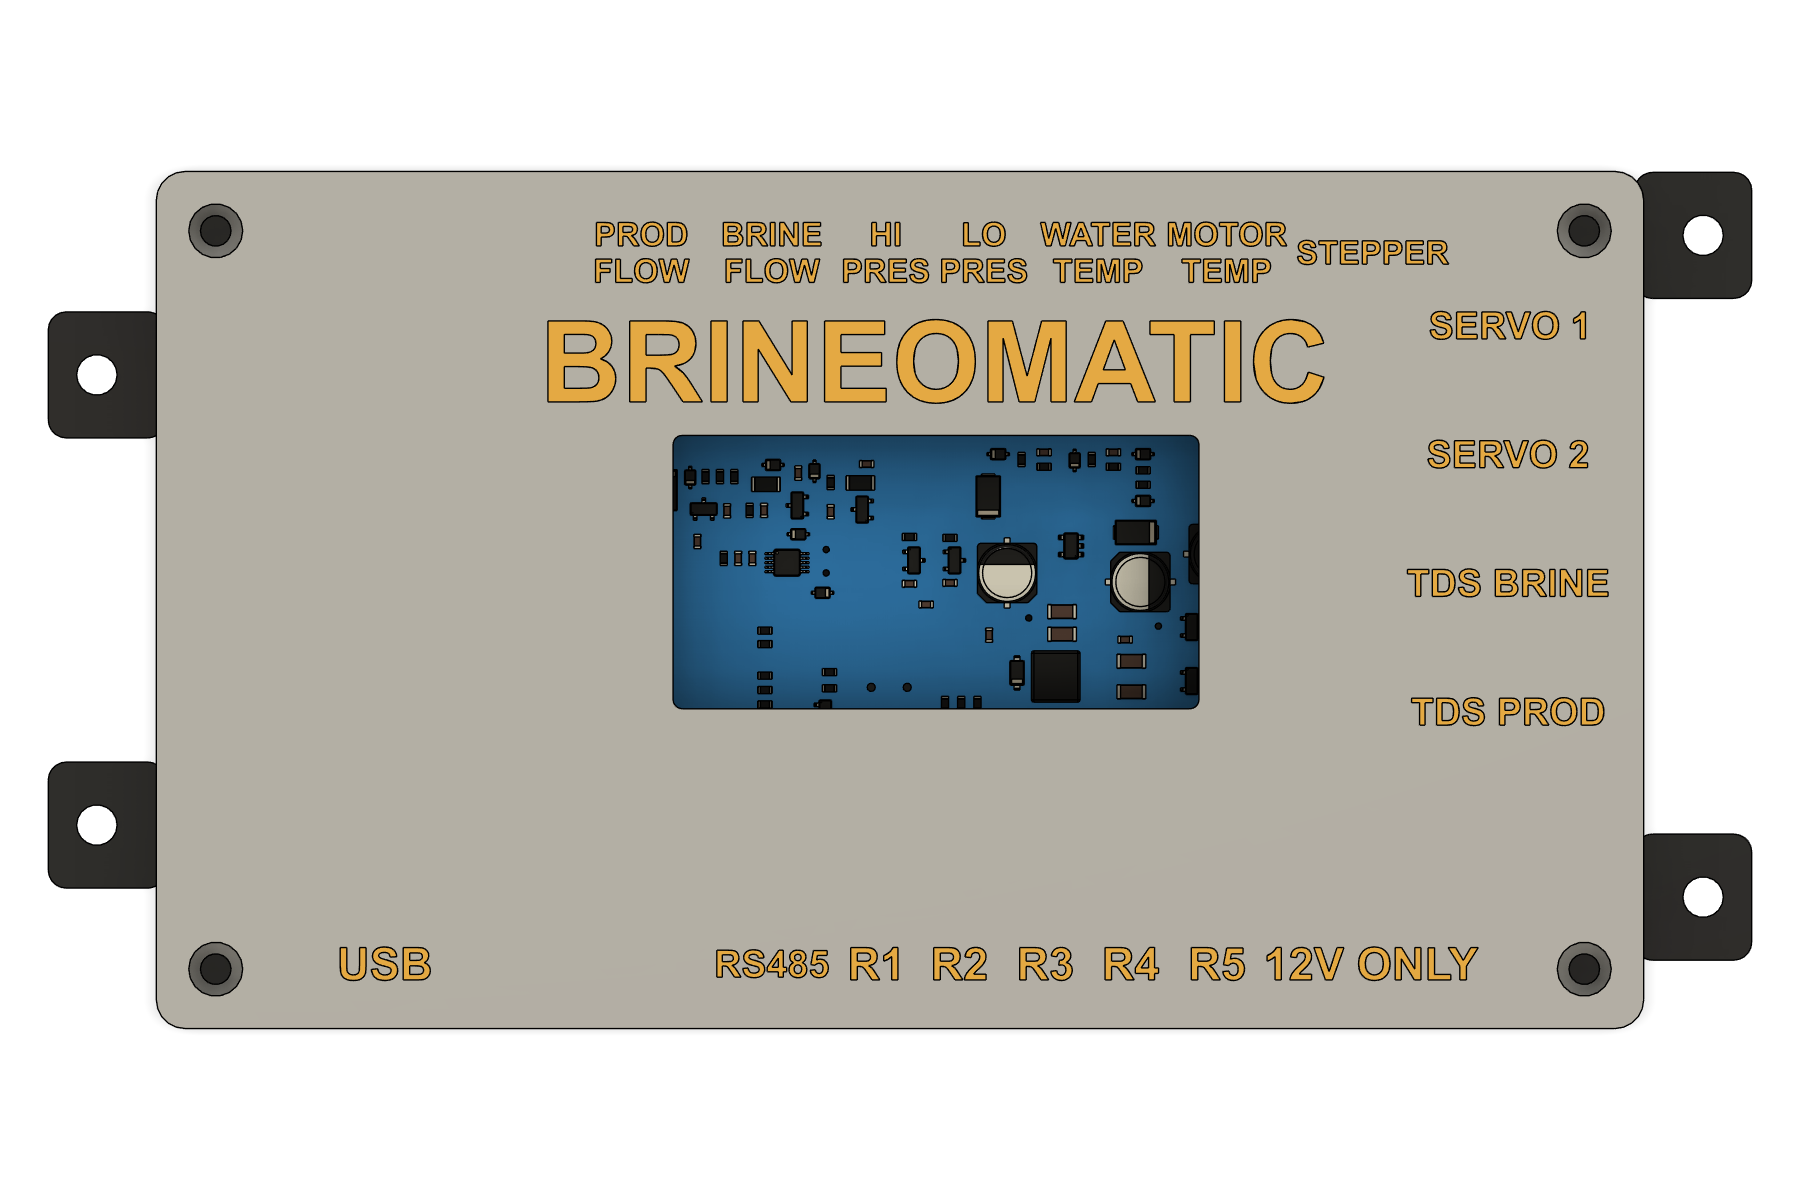 PROD FLOW
BRINE FLOW
HI PRES
LO PRES
WATER TEMP
MOTOR TEMP
STEPPER
BRINEOMATIC
SERVO 1
SERVO 2
TDS BRINE
TDS PROD
USB
RS485
R1
R2
R3
R4
R5
12V ONLY